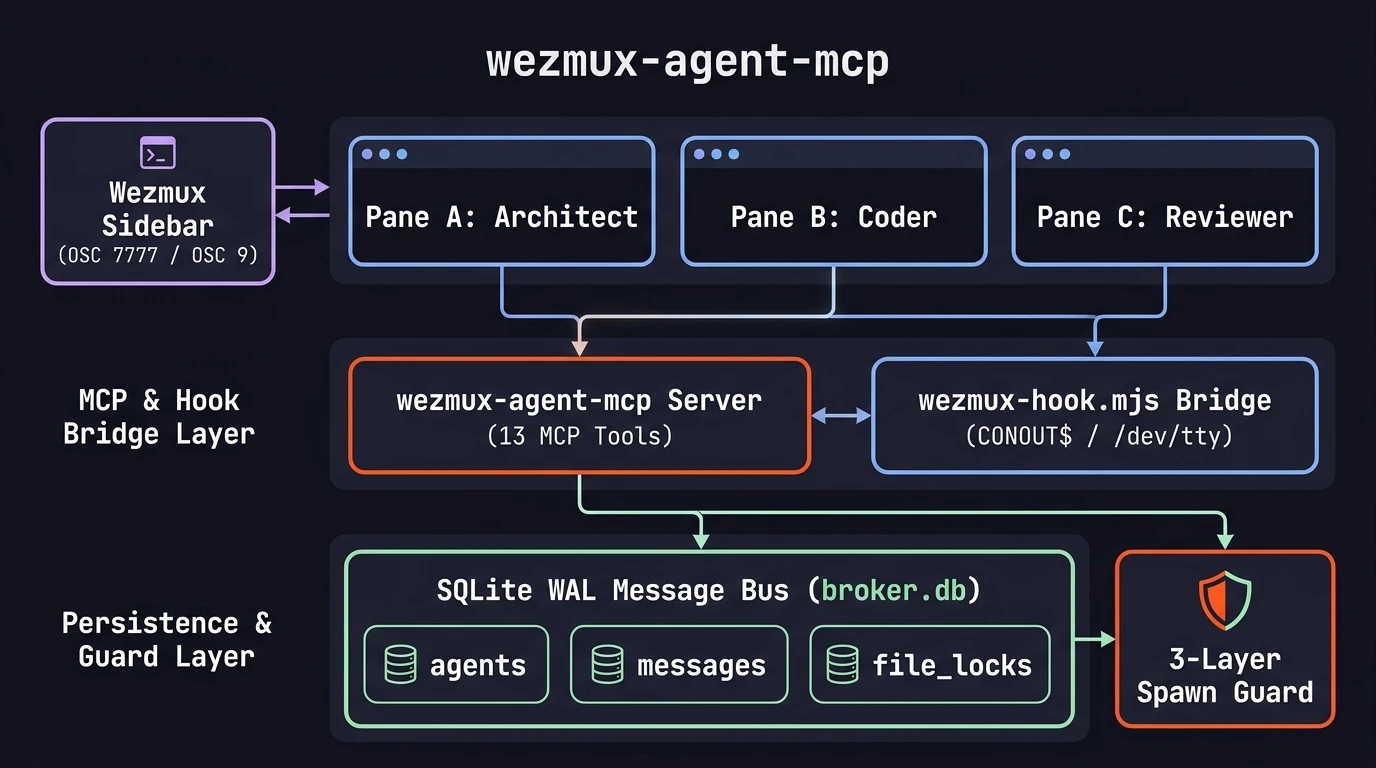 wezmux-agent-mcp
Wezmux
Sidebar
(OSC 7777 / OSC 9)
Pane A: Architect
Pane B: Coder
Pane C: Reviewer
MCP & Hook
Bridge Layer
wezmux-agent-mcp Server
(13 MCP Tools)
wezmux-hook.mjs Bridge
(CONOUT$ / /dev/tty)
Persistence &
Guard Layer
SQLite WAL Message Bus (broker.db)
agents
messages
file_locks
3-Layer
Spawn Guard